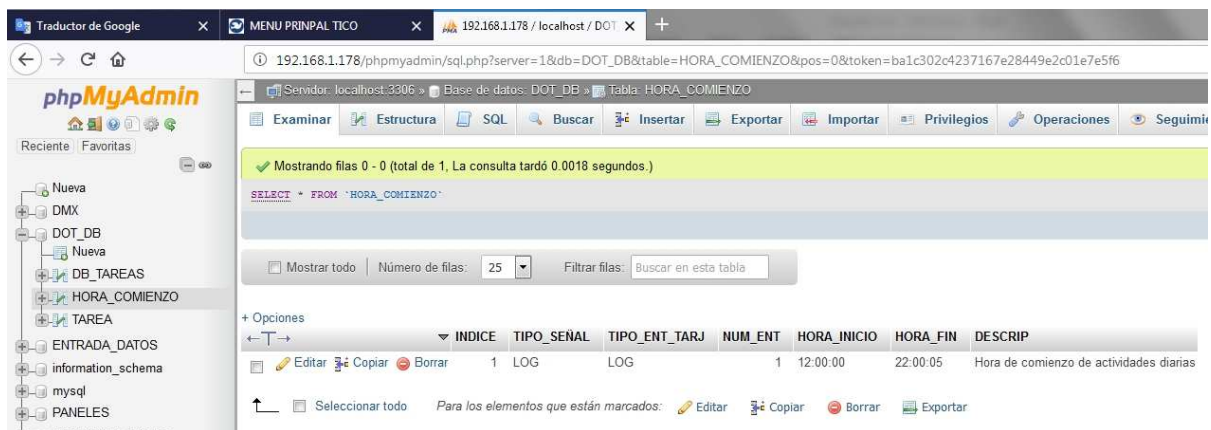 Traductor de Google
MENU PRINPAL TICO
192.168.1.178 / localhost / DOT
192.168.1.178/phpmyadmin/sql.php?server=1&db=DOT_DB&table=HORA_COMIENZO&pos=0&token=ba1c302c4237167e28449e2c01e7e5f6
phpMyAdmin
Reciente Favoritas
Nueva
DMX
DOT_DB
Nueva
DB_TAREAS
HORA_COMIENZO
TAREA
ENTRADA_DATOS
information_schema
mysql
PANELES
Servidor: localhost:3306 » Base de datos: DOT_DB » Tabla: HORA_COMIENZO
Examinar Estructura SQL Buscar Insertar Exportar Importar Privilegios Operaciones Seguimie
Mostrando filas 0 - 0 (total de 1, La consulta tardó 0.0018 segundos.)
SELECT * FROM `HORA_COMIENZO`
Mostrar todo Número de filas: 25 Filtrar filas: Buscar en esta tabla
+ Opciones
INDICE TIPO_SEÑAL TIPO_ENT_TARJ NUM_ENT HORA_INICIO HORA_FIN DESCRIP
Editar Copiar Borrar 1 LOG LOG 1 12:00:00 22:00:05 Hora de comienzo de actividades diarias
Seleccionar todo Para los elementos que están marcados: Editar Copiar Borrar Exportar